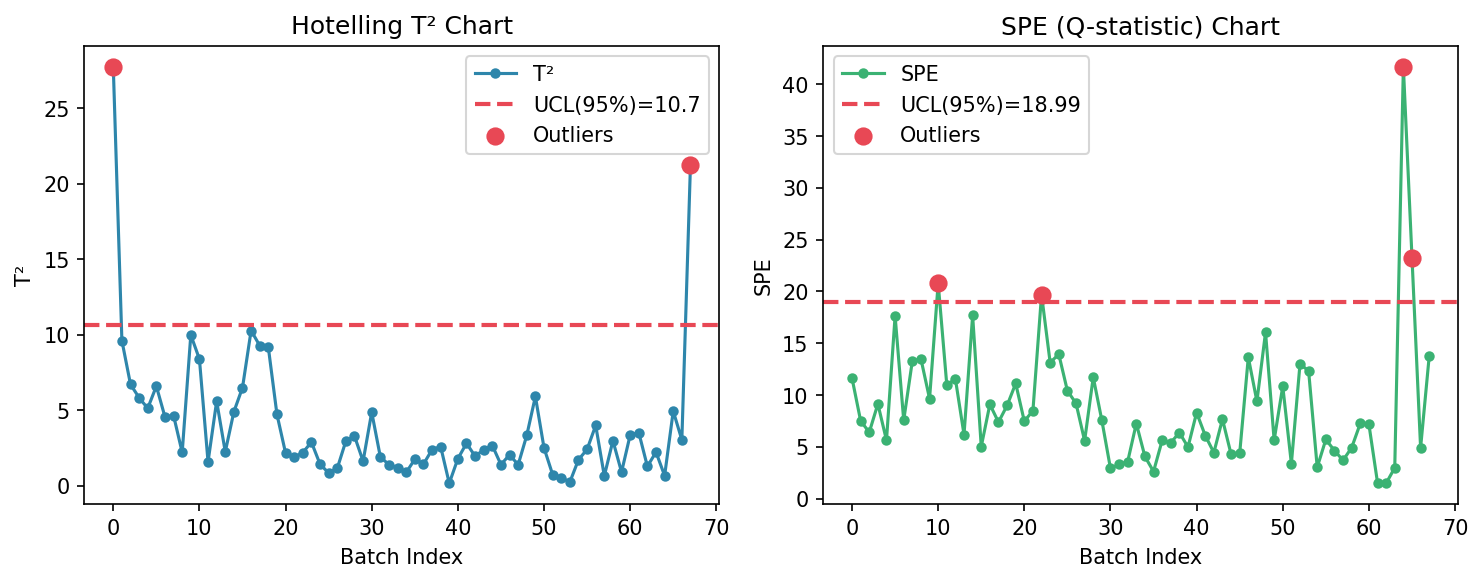 Hotelling T² Chart
T²
UCL(95%)=10.7
Outliers
T²
25
20
15
10
5
0
0 10 20 30 40 50 60 70
Batch Index
SPE (Q-statistic) Chart
SPE
UCL(95%)=18.99
Outliers
SPE
40
35
30
25
20
15
10
5
0
0 10 20 30 40 50 60 70
Batch Index